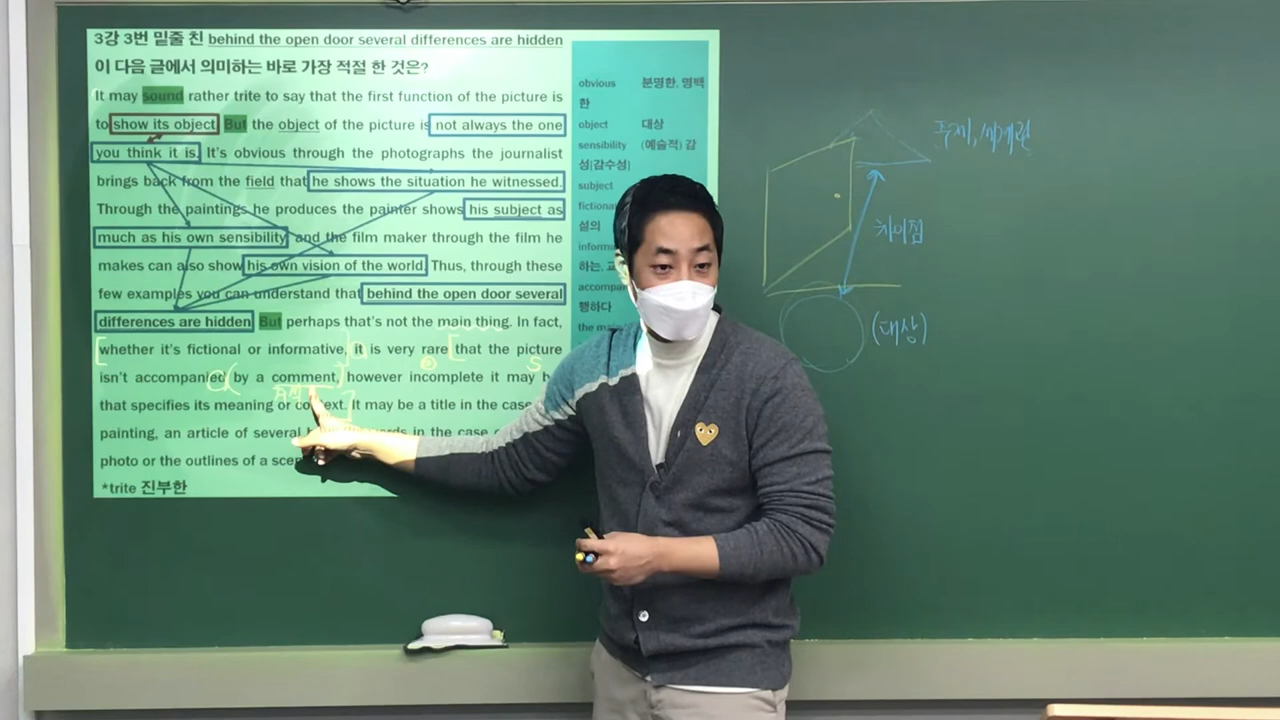 3강 3번 밑줄 친 behind the open door several differences are hidden
이 다음 글에서 의미하는 바로 가장 적절 한 것은?
It may sound rather trite to say that the first function of the picture is
to show its object. But the object of the picture is not always the one
you think it is. It's obvious through the photographs the journalist
brings back from the field that he shows the situation he witnessed.
Through the paintings he produces the painter shows his subject as
much as his own sensibility and the film maker through the film he
makes can also show his own vision of the world. Thus, through these
few examples you can understand that behind the open door several
differences are hidden. But perhaps that's not the main thing. In fact,
whether it's fictional or informative, it is very rare that the picture
isn't accompanied by a comment, however incomplete it may
that specifies its meaning or context. It may be a title in the case
painting, an article of several in the case
photo or the outlines of a
*trite 진부한
obvious 분명한, 명백
한
object 대상
sensibility (예술적) 감
성(감수성)
subject
설의
하는, 교
행하다
the
a
a
s
주제, 세계관
차이점
(대상)